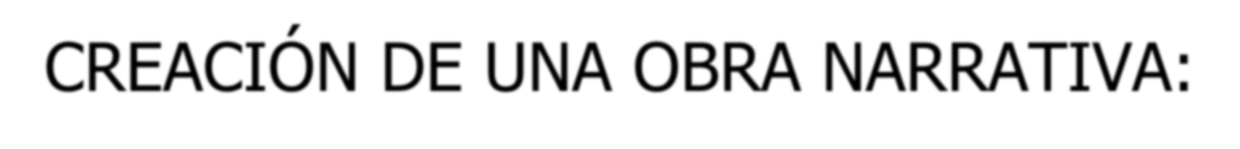 CREACIÓN DE UNA OBRA NARRATIVA: